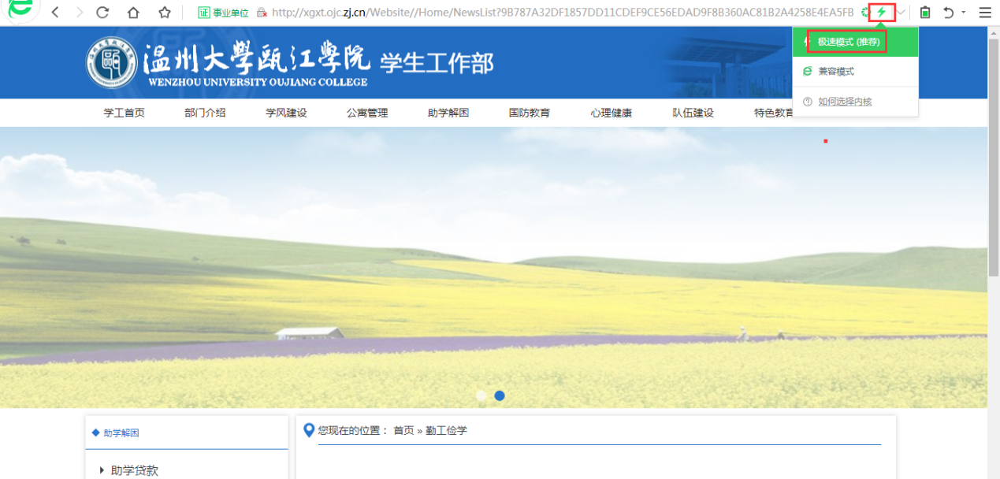 证 事业单位 http://xgxt.ojc.zj.cn/Website//Home/NewsList?9B787A32DF1857DD11CDEF9CE56EDAD9F8B360AC81B2A4258E4EA5FB
极速模式 (推荐)
兼容模式
如何选择内核
温州大學甌江學院 学生工作部
WENZHOU UNIVERSITY OUJIANG COLLEGE
学工首页 部门介绍 学风建设 公寓管理 助学解困 国防教育 心理健康 队伍建设 特色教育
助学解困
您现在的位置： 首页 » 勤工俭学
助学贷款